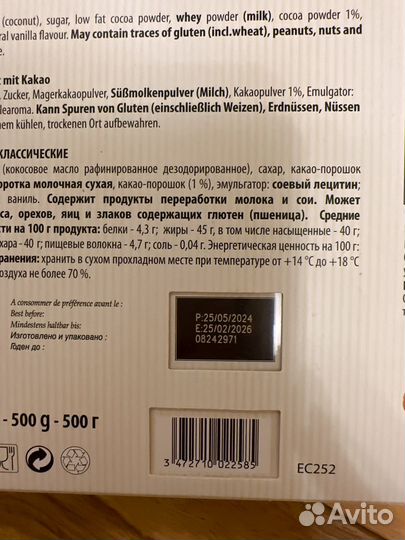 (coconut), sugar, low fat cocoa powder, whey powder (milk), cocoa powder 1%,
ral vanilla flavour. May contain traces of gluten (incl.wheat), peanuts, nuts and
e.
t mit Kakao
Zucker, Magerkakaopulver, Süßmolkenpulver (Milch), Kakaopulver 1%, Emulgator:
learoma. Kann Spuren von Gluten (einschließlich Weizen), Erdnüssen, Nüssen
inem kühlen, trockenen Ort aufbewahren.
КЛАССИЧЕСКИЕ
(кокосовое масло рафинированное дезодорированное), сахар, какао-порошок
оротка молочная сухая, какао-порошок (1 %), эмульгатор: соевый лецитин;
ваниль. Содержит продукты переработки молока и сои. Может
са, орехов, яиц и злаков содержащих глютен (пшеница). Средние
сти на 100 г продукта: белки - 4,3 г; жиры - 45 г, в том числе насыщенные - 40 г;
хара - 40 г; пищевые волокна - 4,7 г; соль - 0,04 г. Энергетическая ценность на 100 г:
ранения: хранить в сухом прохладном месте при температуре от +14 °C до +18 °C
оздуха не более 70 %.
A consommer de préférence avant le :
Best before:
Mindestens haltbar bis:
Изготовлено и упаковано:
Годен до:
P:25/05/2024
E:25/02/2026
08242971
- 500 g - 500 г
3 472710 022585
EC252
Avito